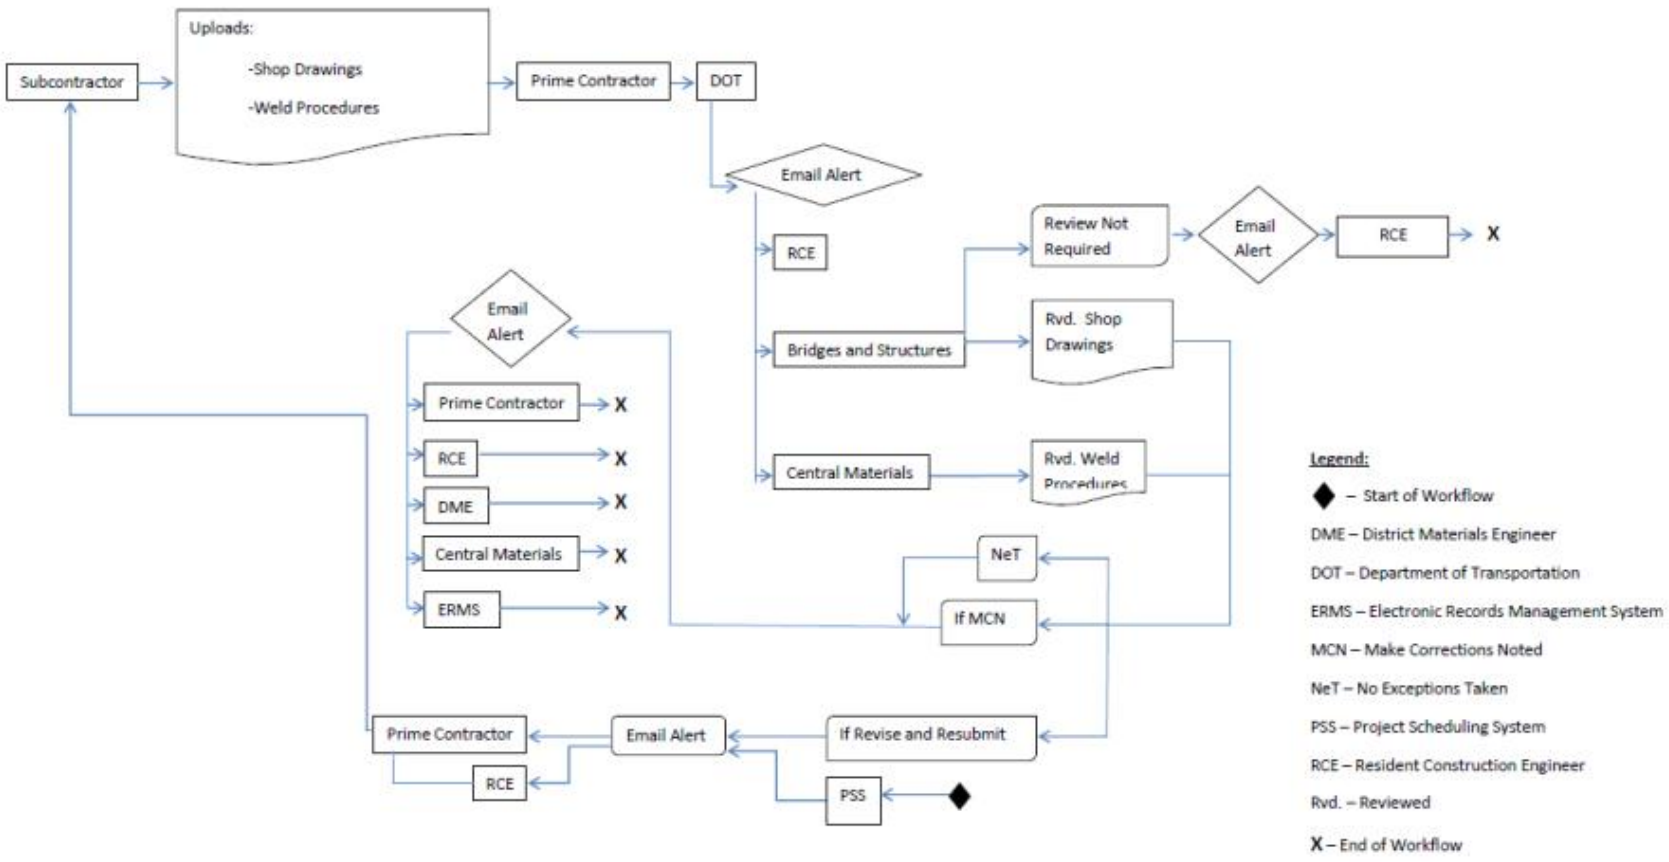 Uploads:
-Shop Drawings
-Weld Procedures
Subcontractor
Prime Contractor
DOT
Email Alert
RCE
Bridges and Structures
Central Materials
Review Not
Required
Email
Alert
RCE
X
Rvd. Shop
Drawings
Rvd. Weld
Procedures
Email
Alert
Prime Contractor
X
RCE
X
DME
X
Central Materials
X
ERMS
X
NeT
If MCN
If Revise and Resubmit
Email Alert
Prime Contractor
RCE
PSS
Legend:
– Start of Workflow
DME – District Materials Engineer
DOT – Department of Transportation
ERMS – Electronic Records Management System
MCN – Make Corrections Noted
NeT – No Exceptions Taken
PSS – Project Scheduling System
RCE – Resident Construction Engineer
Rvd. – Reviewed
X – End of Workflow